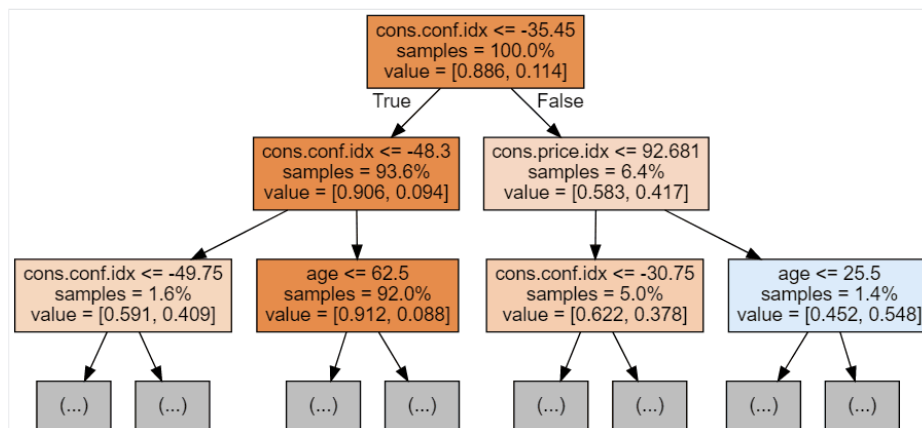 cons.conf.idx <= -35.45
samples = 100.0%
value = [0.886, 0.114]
True
False
cons.conf.idx <= -48.3
samples = 93.6%
value = [0.906, 0.094]
cons.price.idx <= 92.681
samples = 6.4%
value = [0.583, 0.417]
cons.conf.idx <= -49.75
samples = 1.6%
value = [0.591, 0.409]
age <= 62.5
samples = 92.0%
value = [0.912, 0.088]
cons.conf.idx <= -30.75
samples = 5.0%
value = [0.622, 0.378]
age <= 25.5
samples = 1.4%
value = [0.452, 0.548]
(...)
(...)
(...)
(...)
(...)
(...)
(...)
(...)